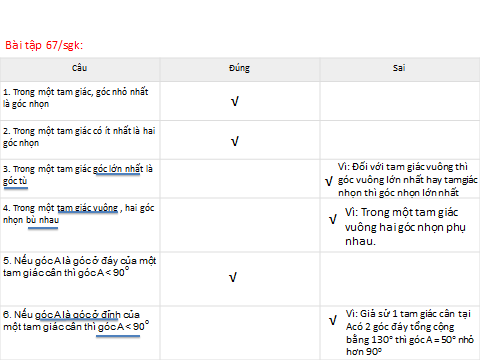 Bài tập 67/sgk:
Câu
Đúng
Sai
1. Trong một tam giác, góc nhỏ nhất
là góc nhọn
√
2. Trong một tam giác có ít nhất là hai
góc nhọn
√
3. Trong một tam giác góc lớn nhất là
góc tù
√
Vì: Đối với tam giác vuông thì
góc vuông lớn nhất hay tamgiác
nhọn thì góc nhọn lớn nhất
4. Trong một tam giác vuông , hai góc
nhọn bù nhau
√
Vì: Trong một tam giác
vuông hai góc nhọn phụ
nhau.
5. Nếu góc A là góc ở đáy của một
tam giác cân thì góc A < 90°
√
6. Nếu góc A là góc ở đỉnh của
một tam giác cân thì góc A < 90°
√
Vì: Giả sử 1 tam giác cân tại
A có 2 góc đáy tổng cộng
bằng 130° thì góc A = 50° nhỏ
hơn 90°